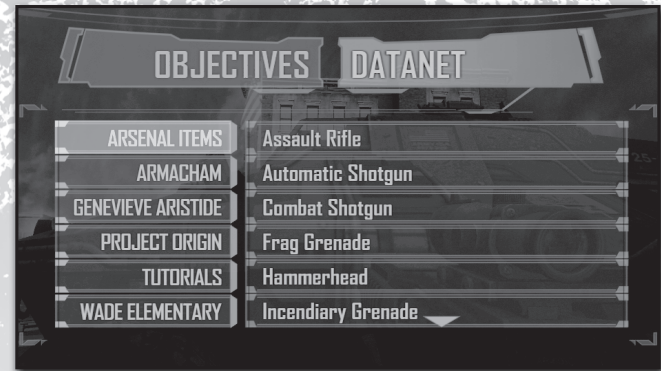 OBJECTIVES DATANET
ARSENAL ITEMS
ARMACHAM
GENEVIEVE ARISTIDE
PROJECT ORIGIN
TUTORIALS
WADE ELEMENTARY
Assault Rifle
Automatic Shotgun
Combat Shotgun
Frag Grenade
Hammerhead
Incendiary Grenade